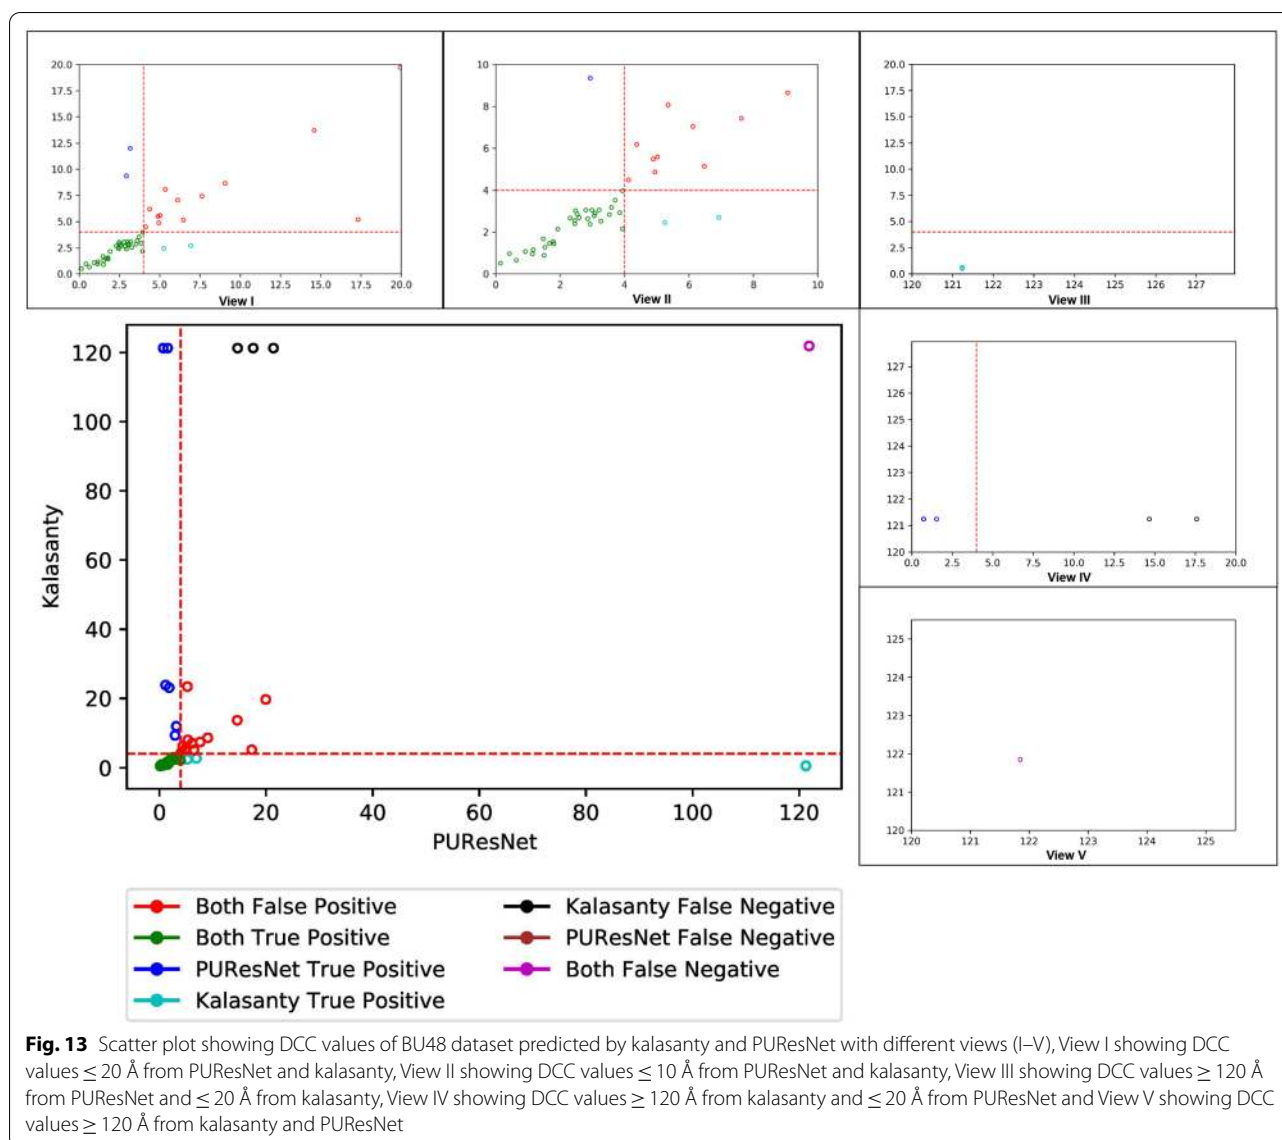 20.0
17.5
15.0
12.5
10.0
7.5
5.0
2.5
0.0
0.0 2.5 5.0 7.5 10.0 12.5 15.0 17.5 20.0
View I
10
8
6
4
2
0
0 2 4 6 8 10
View II
20.0
17.5
15.0
12.5
10.0
7.5
5.0
2.5
0.0
120 121 122 123 124 125 126 127
View III
120
100
80
60
40
20
0
Kalasanty
0 20 40 60 80 100 120
PUResNet
127
126
125
124
123
122
121
120
0.0 2.5 5.0 7.5 10.0 12.5 15.0 17.5 20.0
View IV
125
124
123
122
121
120
120 121 122 123 124 125
View V
Both False Positive
Both True Positive
PUResNet True Positive
Kalasanty True Positive
Kalasanty False Negative
PUResNet False Negative
Both False Negative
Fig. 13 Scatter plot showing DCC values of BU48 dataset predicted by kalasanty and PUResNet with different views (I–V), View I showing DCC
values ≤ 20 Å from PUResNet and kalasanty, View II showing DCC values ≤ 10 Å from PUResNet and kalasanty, View III showing DCC values ≥ 120 Å
from PUResNet and ≤ 20 Å from kalasanty, View IV showing DCC values ≥ 120 Å from kalasanty and ≤ 20 Å from PUResNet and View V showing DCC
values ≥ 120 Å from kalasanty and PUResNet